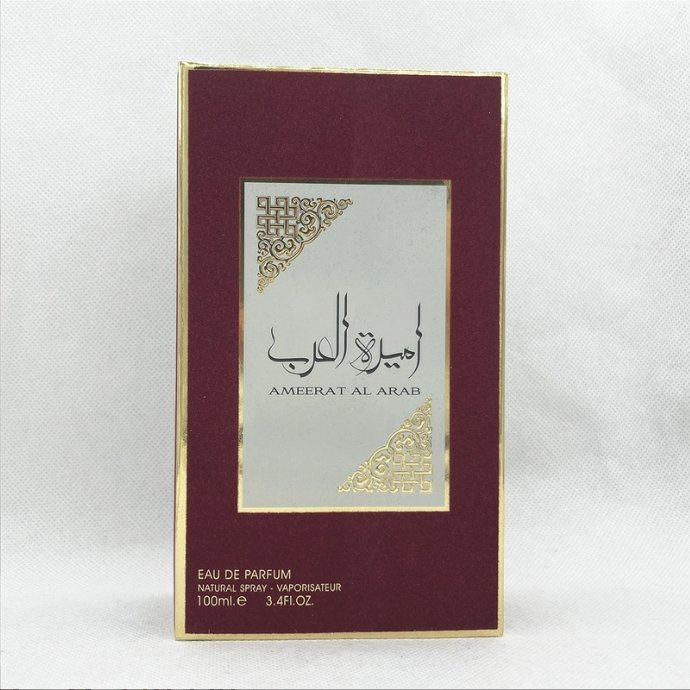 اميرة العرب
AMEERAT AL ARAB
EAU DE PARFUM
NATURAL SPRAY - VAPORISATEUR
100ml.e 3.4Fl.OZ.